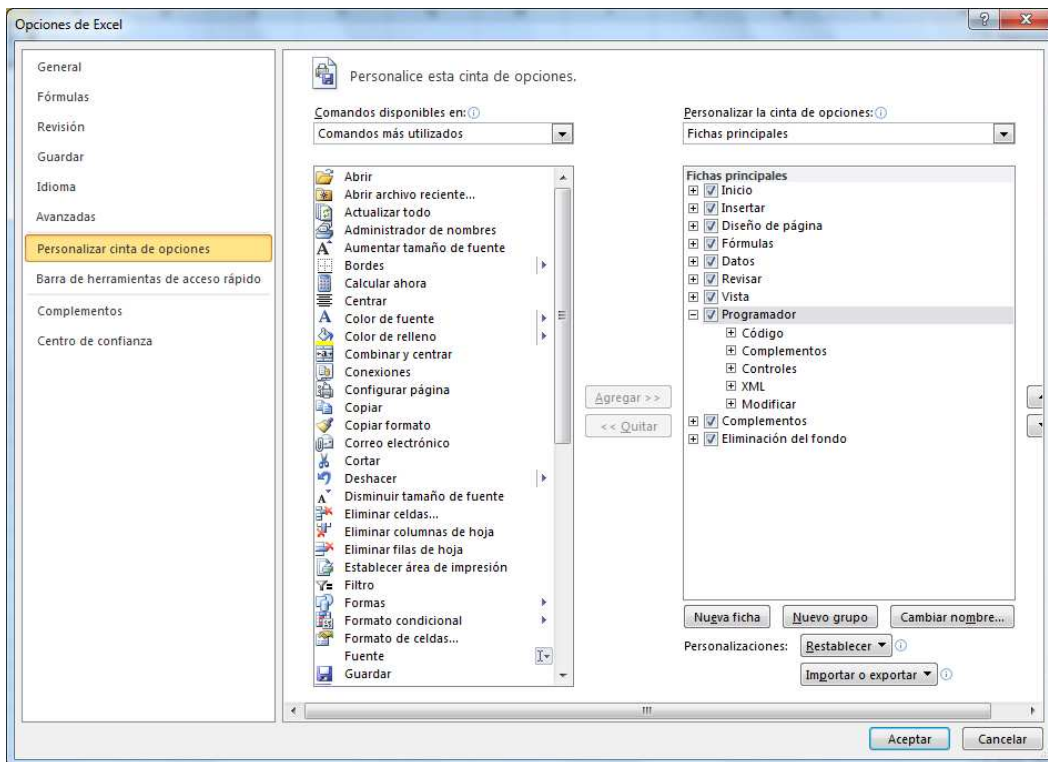 Opciones de Excel
General
Fórmulas
Revisión
Guardar
Idioma
Avanzadas
Personalizar cinta de opciones
Barra de herramientas de acceso rápido
Complementos
Centro de confianza
Personalice esta cinta de opciones.
Comandos disponibles en:
Comandos más utilizados
Abrir
Abrir archivo reciente...
Actualizar todo
Administrador de nombres
Aumentar tamaño de fuente
Bordes
Calcular ahora
Centrar
Color de fuente
Color de relleno
Combinar y centrar
Conexiones
Configurar página
Copiar
Copiar formato
Correo electrónico
Cortar
Deshacer
Disminuir tamaño de fuente
Eliminar celdas...
Eliminar columnas de hoja
Eliminar filas de hoja
Establecer área de impresión
Filtro
Formas
Formato condicional
Formato de celdas...
Fuente
Guardar
Agregar >>
<< Quitar
Personalizar la cinta de opciones:
Fichas principales
Fichas principales
Inicio
Insertar
Diseño de página
Fórmulas
Datos
Revisar
Vista
Programador
Código
Complementos
Controles
XML
Modificar
Complementos
Eliminación del fondo
Nueva ficha
Nuevo grupo
Cambiar nombre...
Personalizaciones:
Restablecer
Importar o exportar
Aceptar
Cancelar